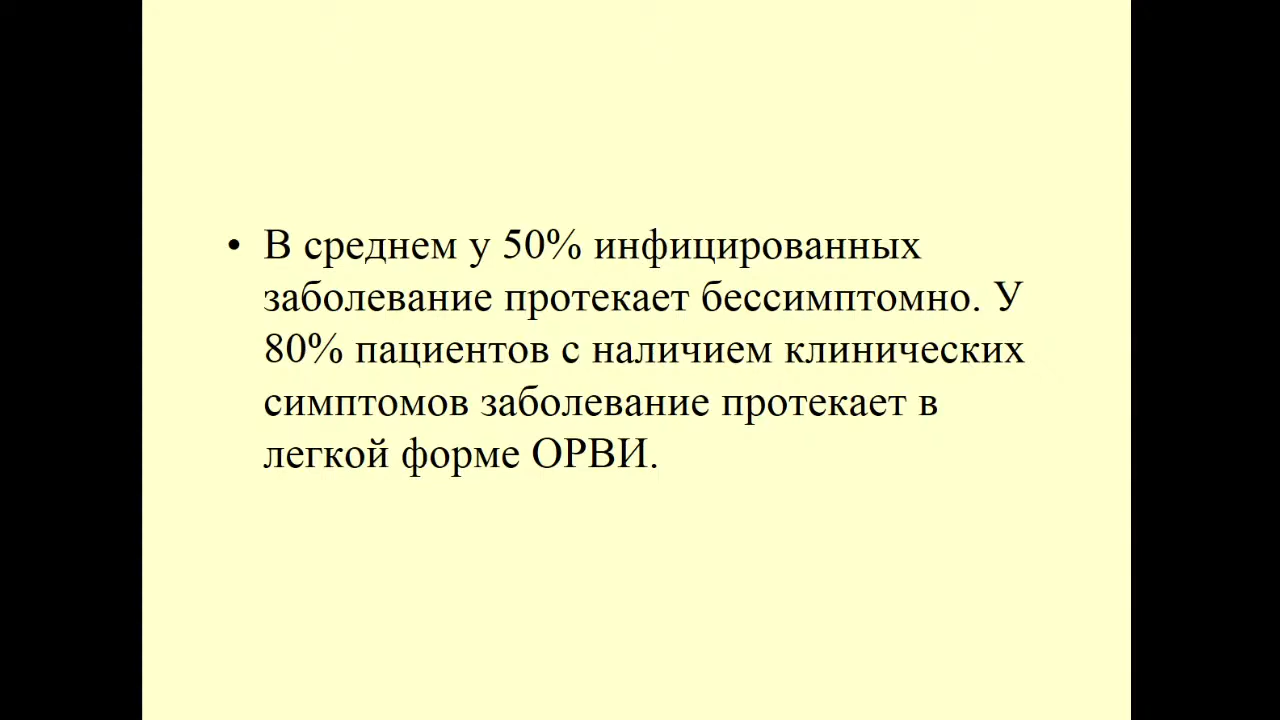 • В среднем у 50% инфицированных
заболевание протекает бессимптомно. У
80% пациентов с наличием клинических
симптомов заболевание протекает в
легкой форме ОРВИ.